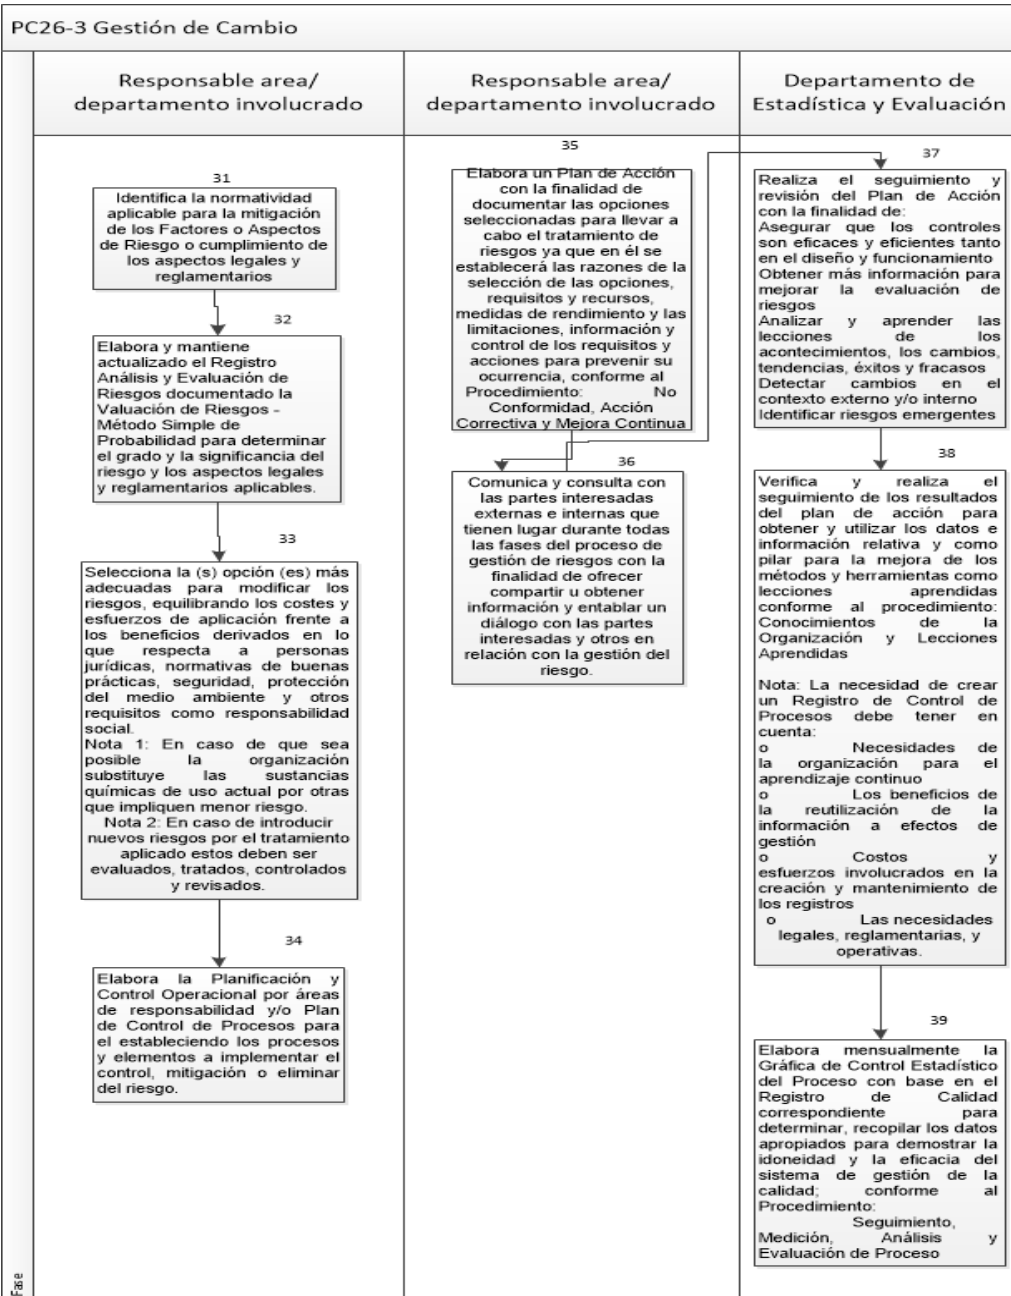 PC26-3 Gestión de Cambio
Responsable area/
departamento involucrado
31
Identifica la normatividad
aplicable para la mitigación
de los Factores o Aspectos
de Riesgo o cumplimiento de
los aspectos legales y
reglamentarios
32
Elabora y mantiene
actualizado el Registro
Análisis y Evaluación de
Riesgos documentado la
Valuación de Riesgos -
Método Simple de
Probabilidad para determinar
el grado y la significancia del
riesgo y los aspectos legales
y reglamentarios aplicables.
33
Selecciona la (s) opción (es) más
adecuadas para modificar los
riesgos, equilibrando los costes y
esfuerzos de aplicación frente a
los beneficios derivados en lo
que respecta a personas
jurídicas, normativas de buenas
prácticas, seguridad, protección
del medio ambiente y otros
requisitos como responsabilidad
social.
Nota 1: En caso de que sea
posible la organización
substituye las sustancias
químicas de uso actual por otras
que impliquen menor riesgo.
Nota 2: En caso de introducir
nuevos riesgos por el tratamiento
aplicado estos deben ser
evaluados, tratados, controlados
y revisados.
34
Elabora la Planificación y
Control Operacional por áreas
de responsabilidad y/o Plan
de Control de Procesos para
el estableciendo los procesos
y elementos a implementar el
control, mitigación o eliminar
del riesgo.
Responsable area/
departamento involucrado
35
Elabora un Plan de Acción
con la finalidad de
documentar las opciones
seleccionadas para llevar a
cabo el tratamiento de
riesgos ya que en él se
establecerá las razones de la
selección de las opciones,
requisitos y recursos,
medidas de rendimiento y las
limitaciones, información y
control de los requisitos y
acciones para prevenir su
ocurrencia, conforme al
Procedimiento: No
Conformidad, Acción
Correctiva y Mejora Continua
36
Comunica y consulta con
las partes interesadas
externas e internas que
tienen lugar durante todas
las fases del proceso de
gestión de riesgos con la
finalidad de ofrecer
compartir u obtener
información y entablar un
diálogo con las partes
interesadas y otros en
relación con la gestión del
riesgo.
Departamento de
Estadística y Evaluación
37
Realiza el seguimiento y
revisión del Plan de Acción
con la finalidad de:
Asegurar que los controles
son eficaces y eficientes tanto
en el diseño y funcionamiento
Obtener más información para
mejorar la evaluación de
riesgos
Analizar y aprender las
lecciones de los
acontecimientos, los cambios,
tendencias, éxitos y fracasos
Detectar cambios en el
contexto externo y/o interno
Identificar riesgos emergentes
38
Verifica y realiza el
seguimiento de los resultados
del plan de acción para
obtener y utilizar los datos e
información relativa y como
pilar para la mejora de los
métodos y herramientas como
lecciones aprendidas
conforme al procedimiento:
Conocimientos de la
Organización y Lecciones
Aprendidas
Nota: La necesidad de crear
un Registro de Control de
Procesos debe tener en
cuenta:
o Necesidades de
la organización para el
aprendizaje continuo
o Los beneficios de
la reutilización de la
información a efectos de
gestión
o Costos y
esfuerzos involucrados en la
creación y mantenimiento de
los registros
o Las necesidades
legales, reglamentarias, y
operativas.
39
Elabora mensualmente la
Gráfica de Control Estadístico
del Proceso con base en el
Registro de Calidad
correspondiente para
determinar, recopilar los datos
apropiados para demostrar la
idoneidad y la eficacia del
sistema de gestión de la
calidad; conforme al
Procedimiento:
Seguimiento,
Medición, Análisis y
Evaluación de Proceso
Fase